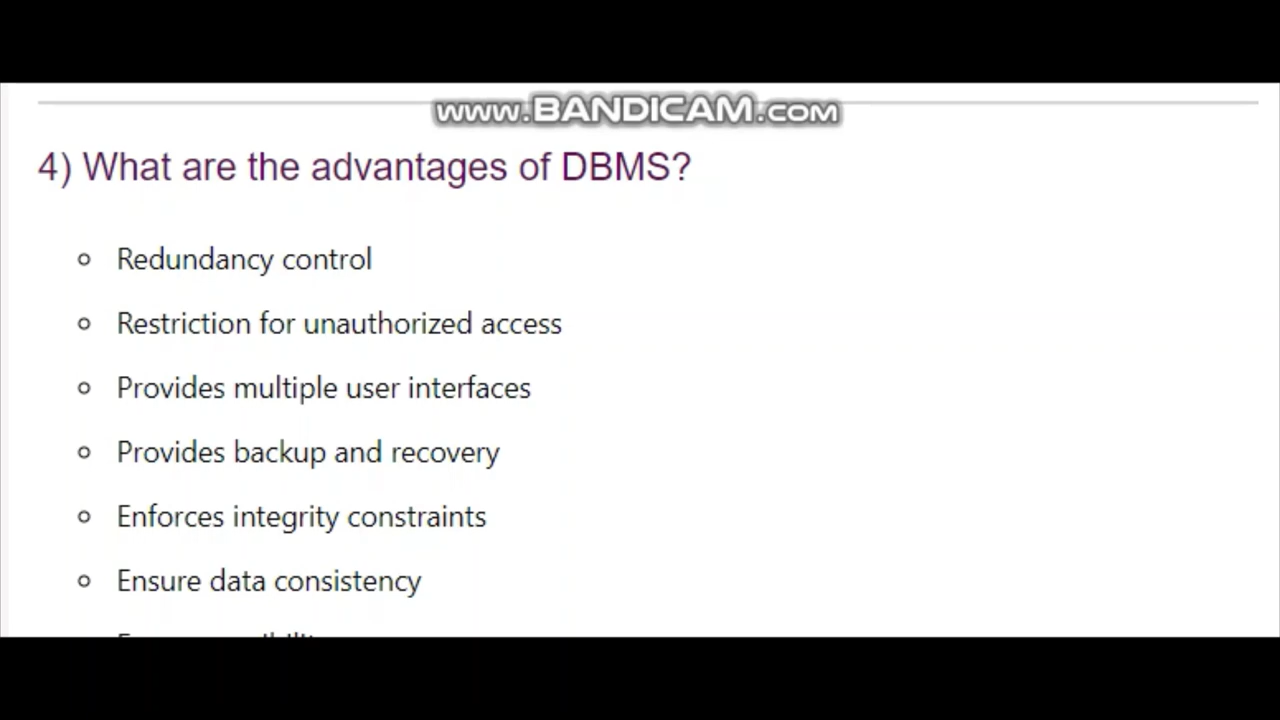 www.BANDICAM.com
4) What are the advantages of DBMS?
Redundancy control
Restriction for unauthorized access
Provides multiple user interfaces
Provides backup and recovery
Enforces integrity constraints
Ensure data consistency